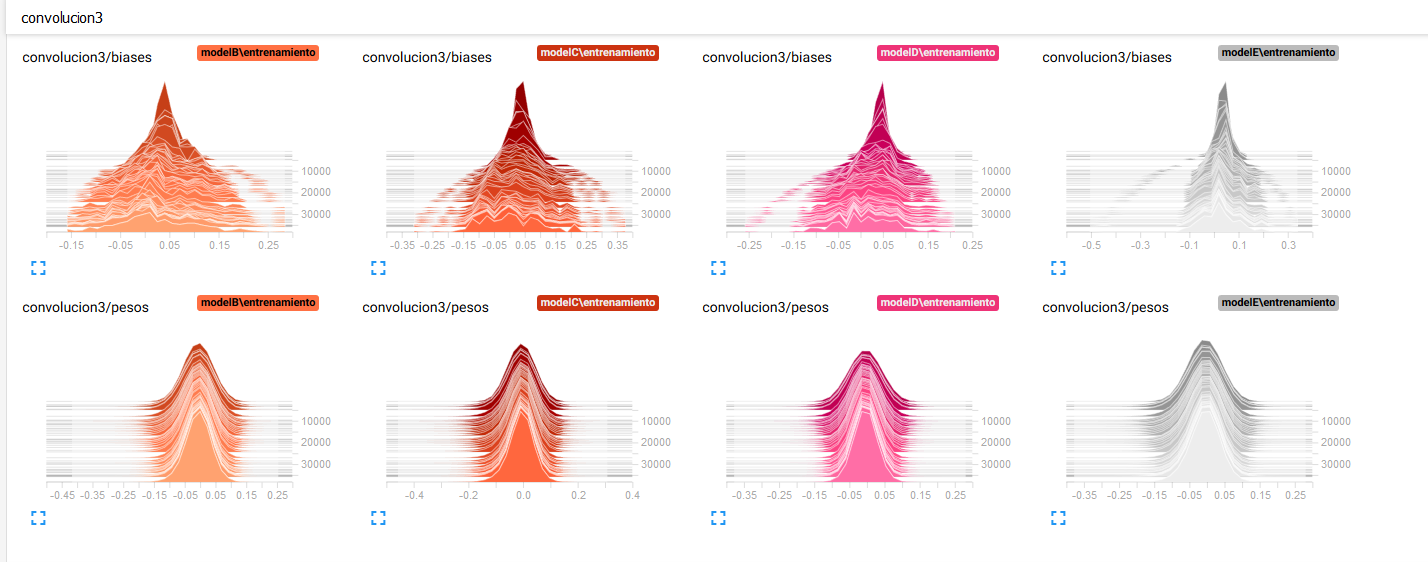 convolucion3
convolucion3/biases modelB\entrenamiento convolucion3/biases modelC\entrenamiento convolucion3/biases modelD\entrenamiento convolucion3/biases modelE\entrenamiento
10000 10000 10000 10000
20000 20000 20000 20000
30000 30000 30000 30000
-0.15 -0.05 0.05 0.15 0.25 -0.35 -0.25 -0.15 -0.05 0.05 0.15 0.25 0.35 -0.25 -0.15 -0.05 0.05 0.15 0.25 -0.5 -0.3 -0.1 0.1 0.3
convolucion3/pesos modelB\entrenamiento convolucion3/pesos modelC\entrenamiento convolucion3/pesos modelD\entrenamiento convolucion3/pesos modelE\entrenamiento
10000 10000 10000 10000
20000 20000 20000 20000
30000 30000 30000 30000
-0.45 -0.35 -0.25 -0.15 -0.05 0.05 0.15 0.25 -0.4 -0.2 0.0 0.2 0.4 -0.35 -0.25 -0.15 -0.05 0.05 0.15 0.25 -0.35 -0.25 -0.15 -0.05 0.05 0.15 0.25